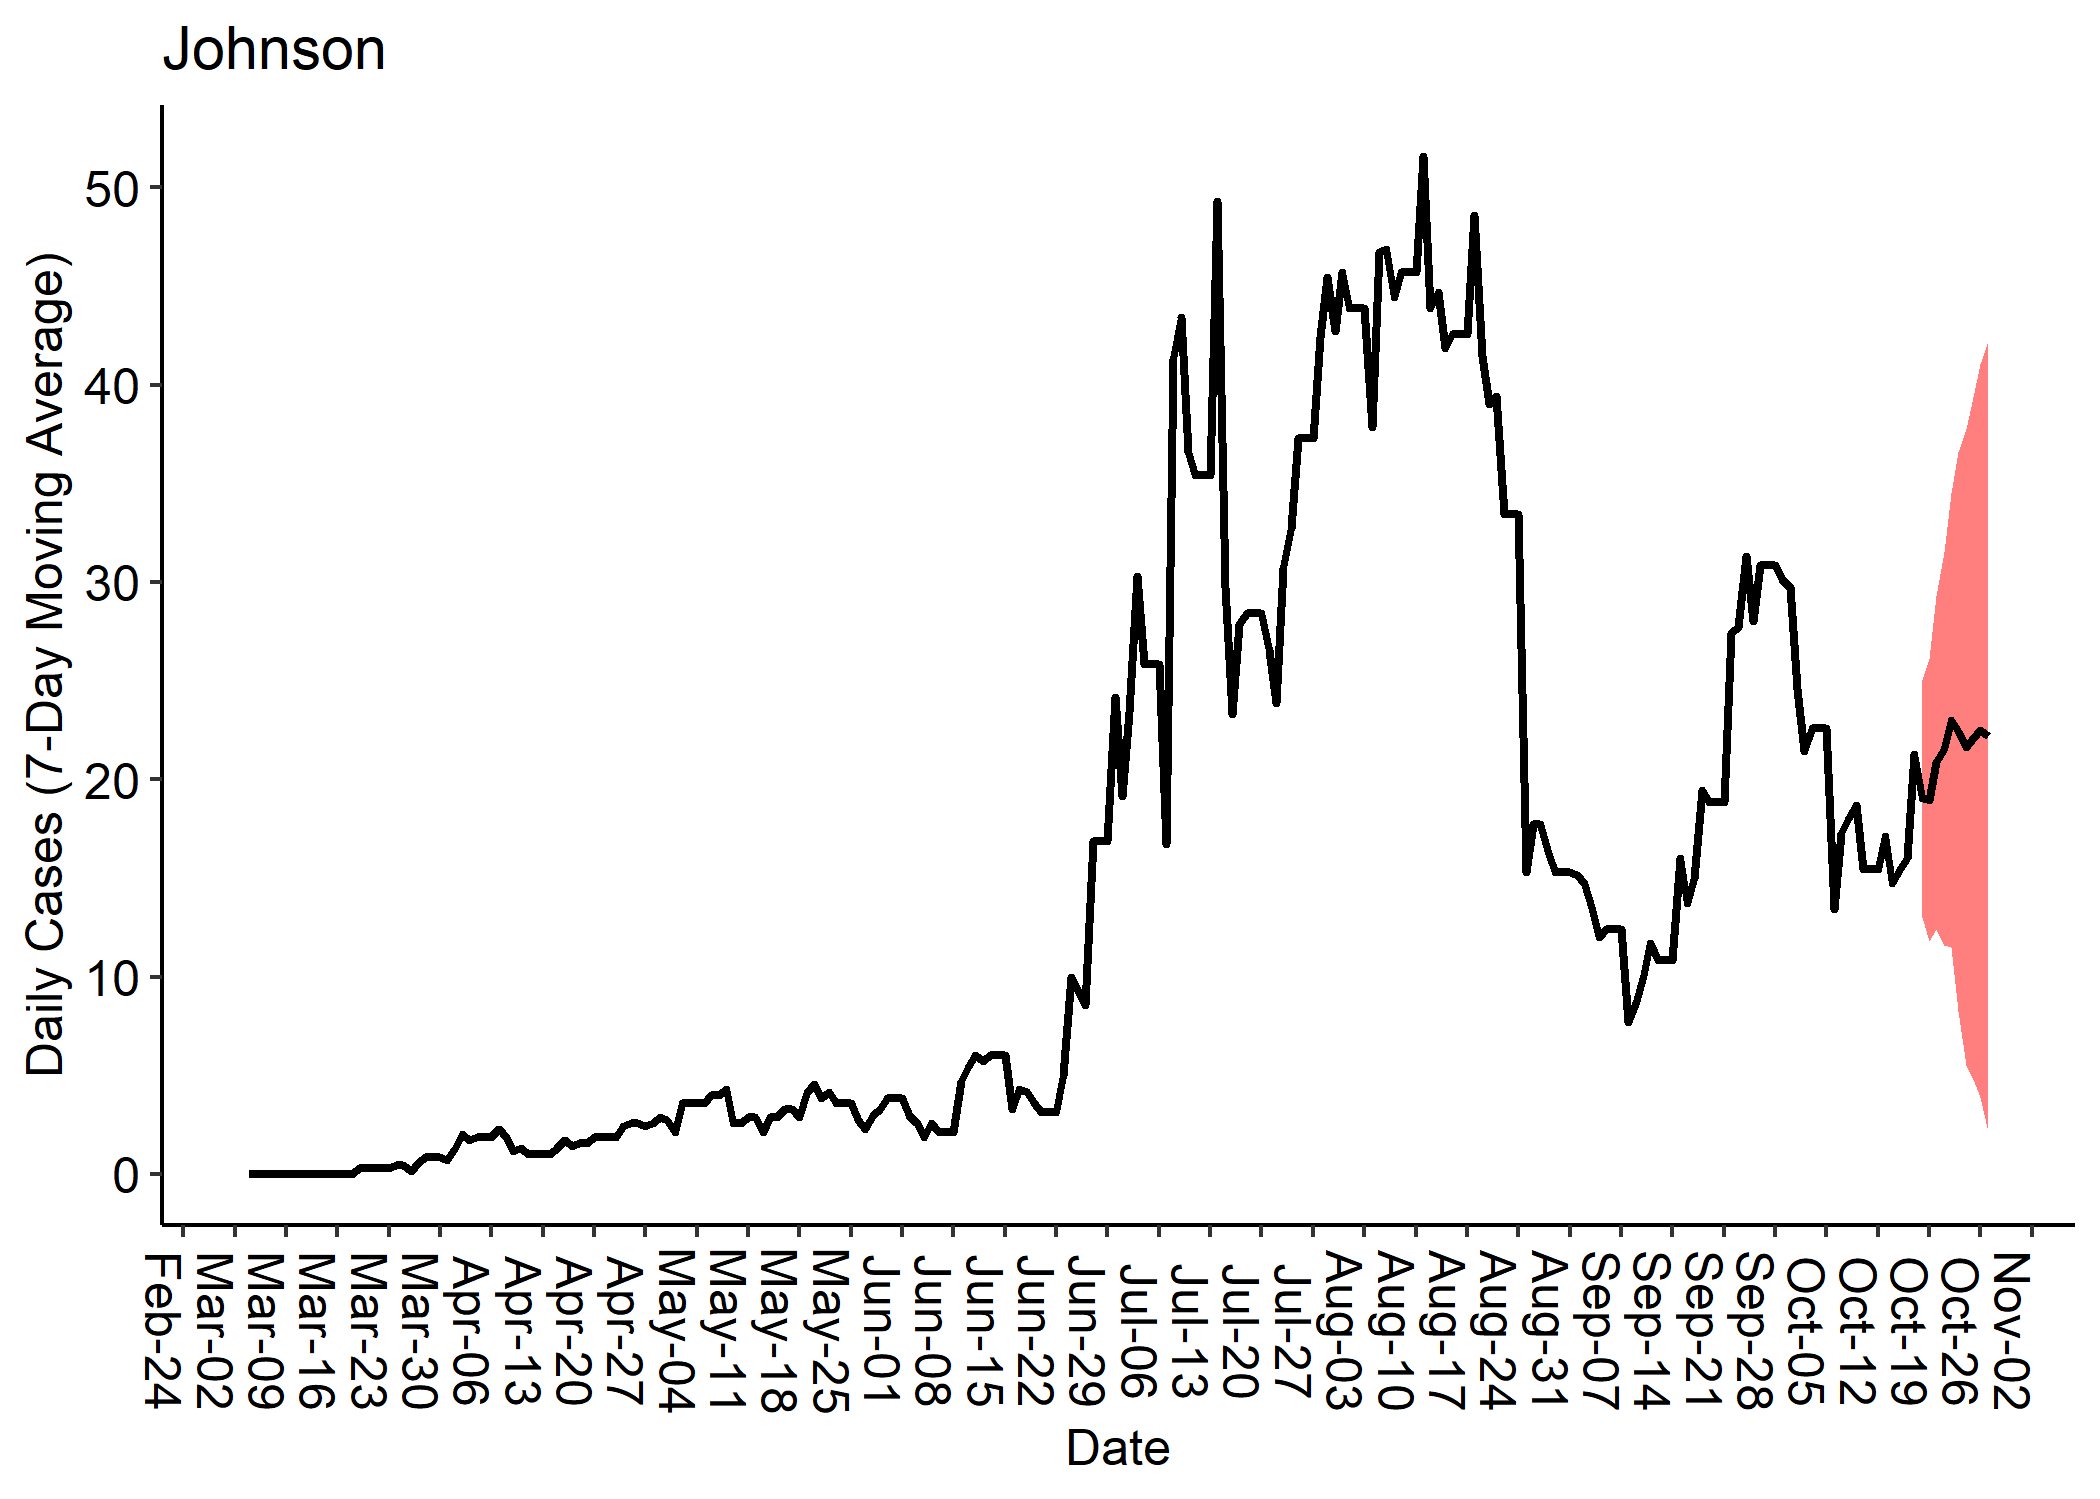 Johnson
Daily Cases (7-Day Moving Average)
50
40
30
20
10
0
Feb-24
Mar-02
Mar-09
Mar-16
Mar-23
Mar-30
Apr-06
Apr-13
Apr-20
Apr-27
May-04
May-11
May-18
May-25
Jun-01
Jun-08
Jun-15
Jun-22
Jun-29
Jul-06
Jul-13
Jul-20
Jul-27
Aug-03
Aug-10
Aug-17
Aug-24
Aug-31
Sep-07
Sep-14
Sep-21
Sep-28
Oct-05
Oct-12
Oct-19
Oct-26
Nov-02
Date